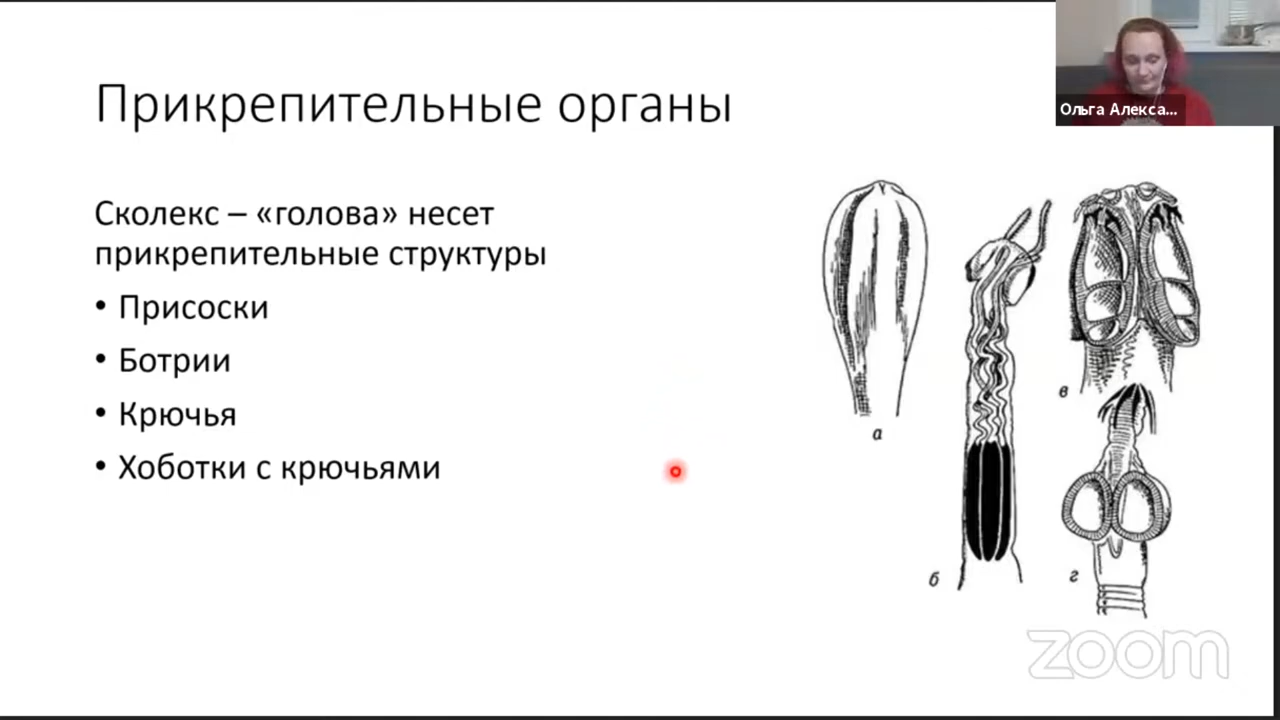 Прикрепительные органы
Ольга Алекса...
Сколекс – «голова» несет
прикрепительные структуры
• Присоски
• Ботрии
• Крючья
• Хоботки с крючьями
а
б
в
г
zoom